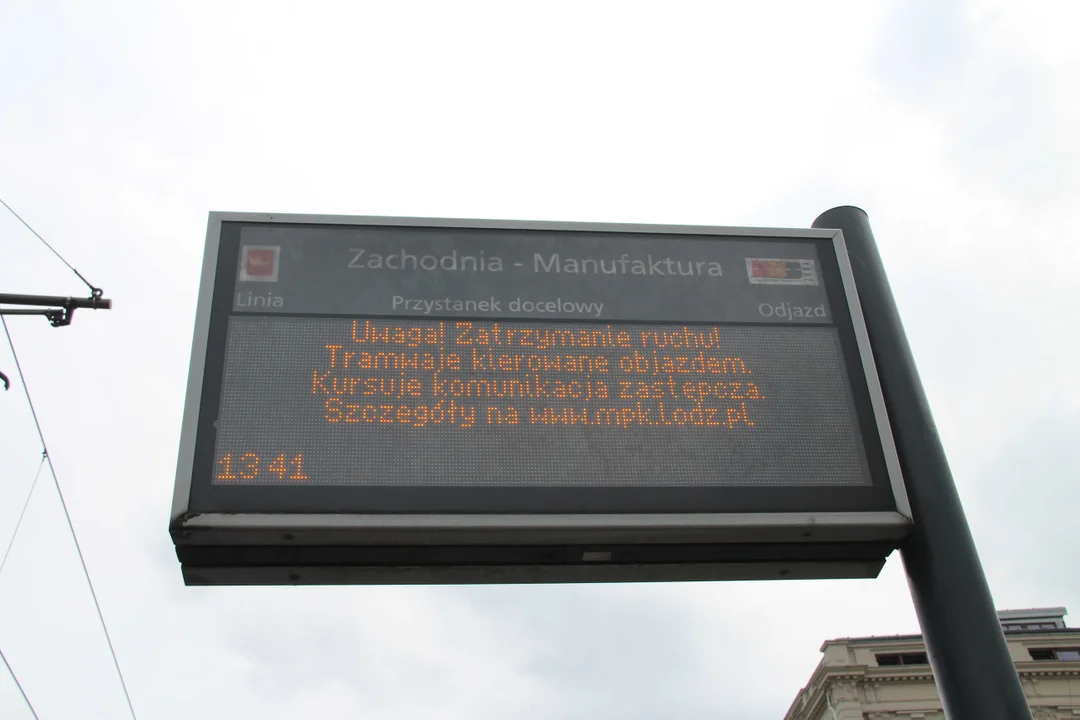 Zachodnia - Manufaktura
Linia Przystanek docelowy Odjazd
Uwaga! Zatrzymanie ruchu!
Tramwaje kierowane objazdem.
Kursuje komunikacja zastępcza.
Szczegóły na www.mpk.lodz.pl
13 41